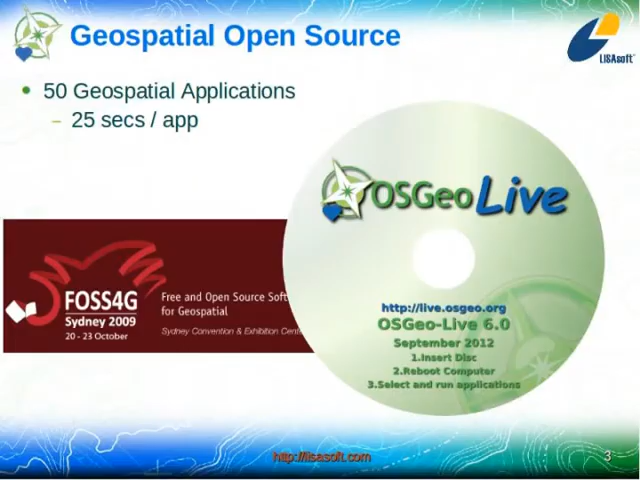 Geospatial Open Source
LISAsoft
• 50 Geospatial Applications
– 25 secs / app
OSGeo Live
FOSS4G
Sydney 2009
20 - 23 October
Free and Open Source Soft
for Geospatial
Sydney Convention & Exhibition Cent
http://live.osgeo.org
OSGeo-Live 6.0
September 2012
1.Insert Disc
2.Reboot Computer
3.Select and run applications
http://lisasoft.com
3